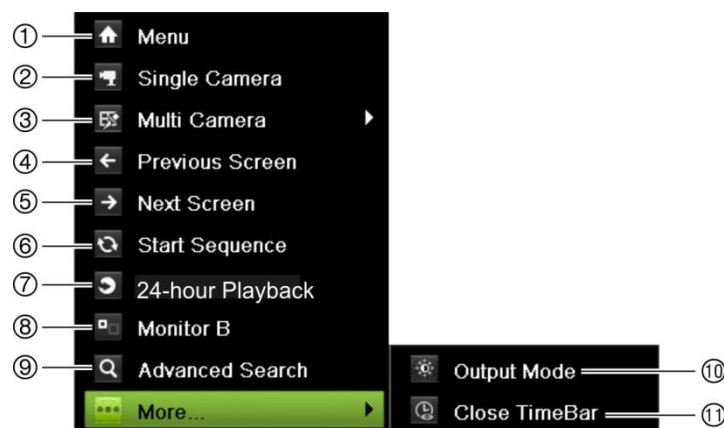 ① Menu
② Single Camera
③ Multi Camera
④ Previous Screen
⑤ Next Screen
⑥ Start Sequence
⑦ 24-hour Playback
⑧ Monitor B
⑨ Advanced Search
More...
Output Mode ⑩
Close TimeBar ⑪